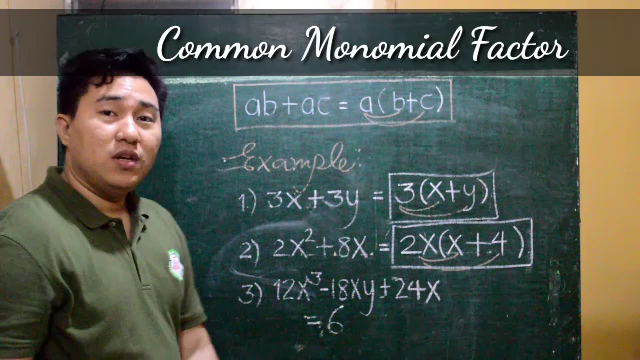 Common Monomial Factor
ab+ac = a(b+c)
Example:
1) 3x+3y = 3(x+y)
2) 2x²+8x = 2x(x+4)
3) 12x³-18xy+24x
= 6